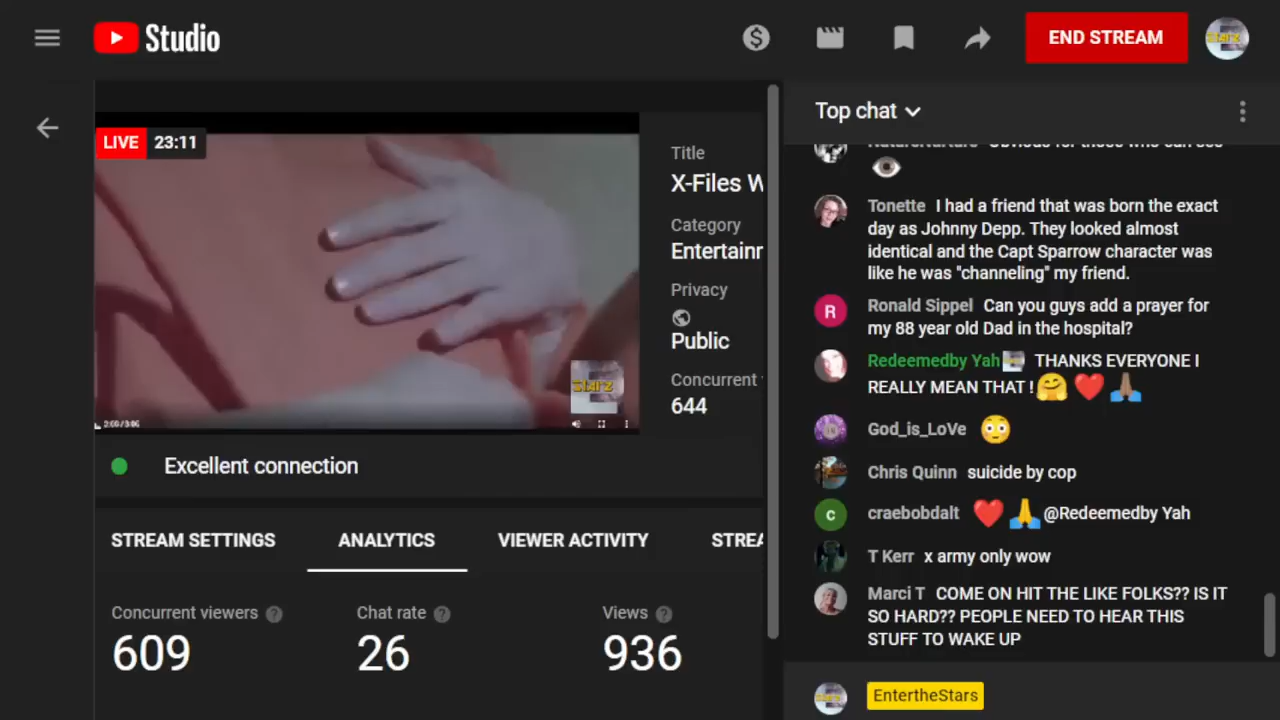 Studio
END STREAM
LIVE 23:11
2:00 / 3:06
Starz
Title
X-Files W
Category
Entertainr
Privacy
Public
Concurrent
644
Excellent connection
STREAM SETTINGS
ANALYTICS
VIEWER ACTIVITY
STREA
Concurrent viewers
609
Chat rate
26
Views
936
Top chat
Tonette I had a friend that was born the exact
day as Johnny Depp. They looked almost
identical and the Capt Sparrow character was
like he was "channeling" my friend.
R
Ronald Sippel Can you guys add a prayer for
my 88 year old Dad in the hospital?
Redeemedby Yah THANKS EVERYONE I
REALLY MEAN THAT ! 🤗 ❤️ 🙏🏽
God_is_LoVe 😳
Chris Quinn suicide by cop
c
craebobdalt ❤️ 🙏 @Redeemedby Yah
T Kerr x army only wow
Marci T COME ON HIT THE LIKE FOLKS?? IS IT
SO HARD?? PEOPLE NEED TO HEAR THIS
STUFF TO WAKE UP
EntertheStars